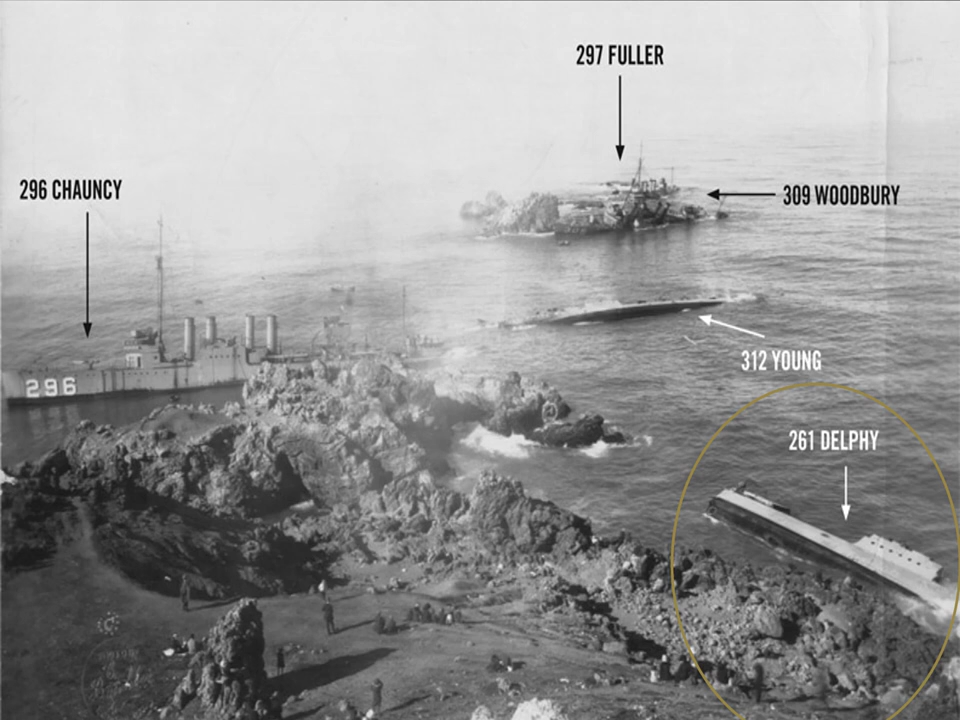 297 FULLER
296 CHAUNCY
309 WOODBURY
312 YOUNG
296
261 DELPHY